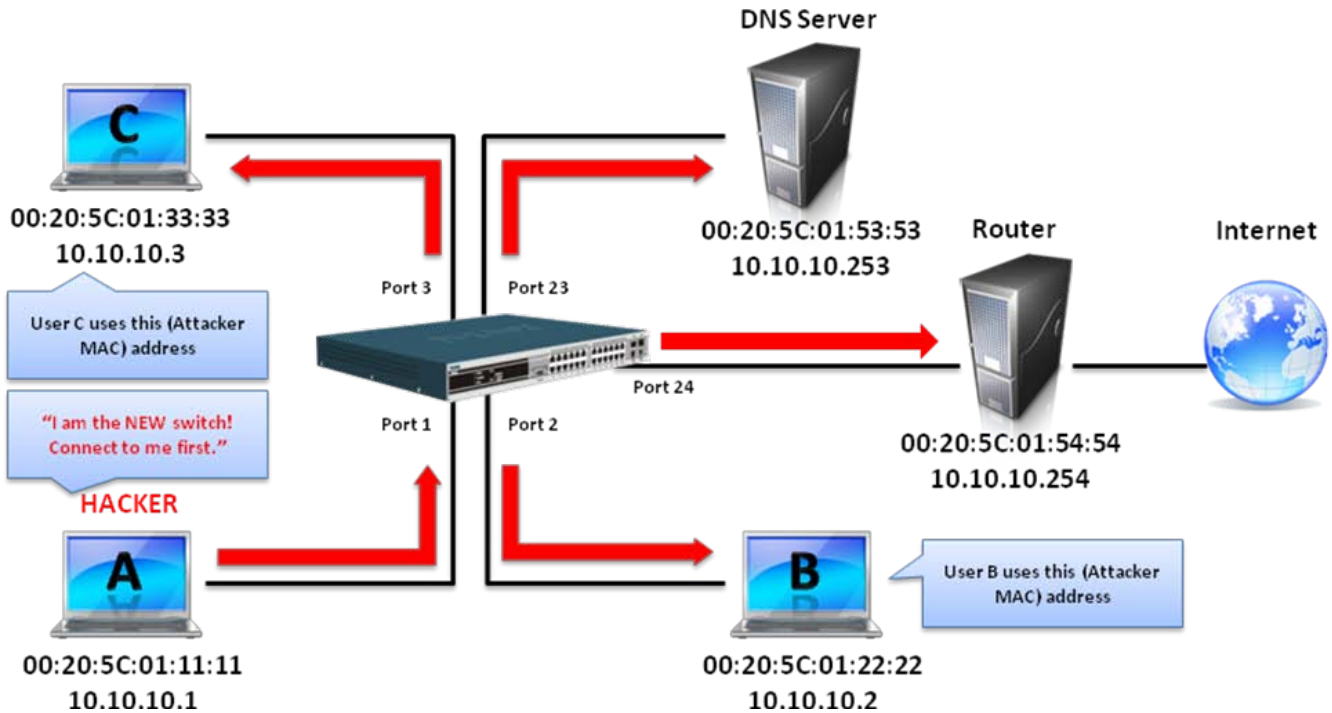 DNS Server
C
00:20:5C:01:33:33
10.10.10.3
User C uses this (Attacker
MAC) address
"I am the NEW switch!
Connect to me first."
HACKER
A
00:20:5C:01:11:11
10.10.10.1
Port 3
Port 23
Port 1
Port 2
Port 24
00:20:5C:01:53:53
10.10.10.253
Router
00:20:5C:01:54:54
10.10.10.254
Internet
B
00:20:5C:01:22:22
10.10.10.2
User B uses this (Attacker
MAC) address